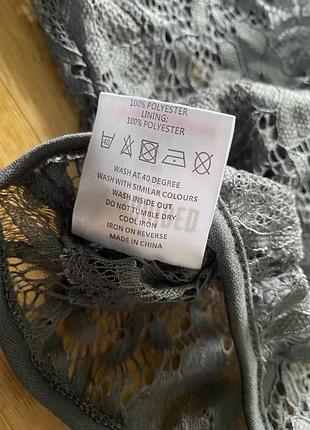 100% POLYESTER
LINING:
100% POLYESTER
40
WASH AT 40 DEGREE
WASH WITH SIMILAR COLOURS
WASH INSIDE OUT
DO NOT TUMBLE DRY
COOL IRON
IRON ON REVERSE
MADE IN CHINA